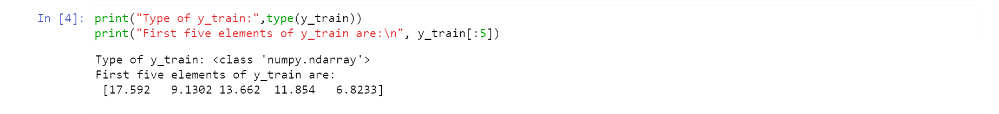 In [4]: print("Type of y_train:",type(y_train))
print("First five elements of y_train are:\n", y_train[:5])
Type of y_train: <class 'numpy.ndarray'>
First five elements of y_train are:
 [17.592   9.1302 13.662  11.854   6.8233]